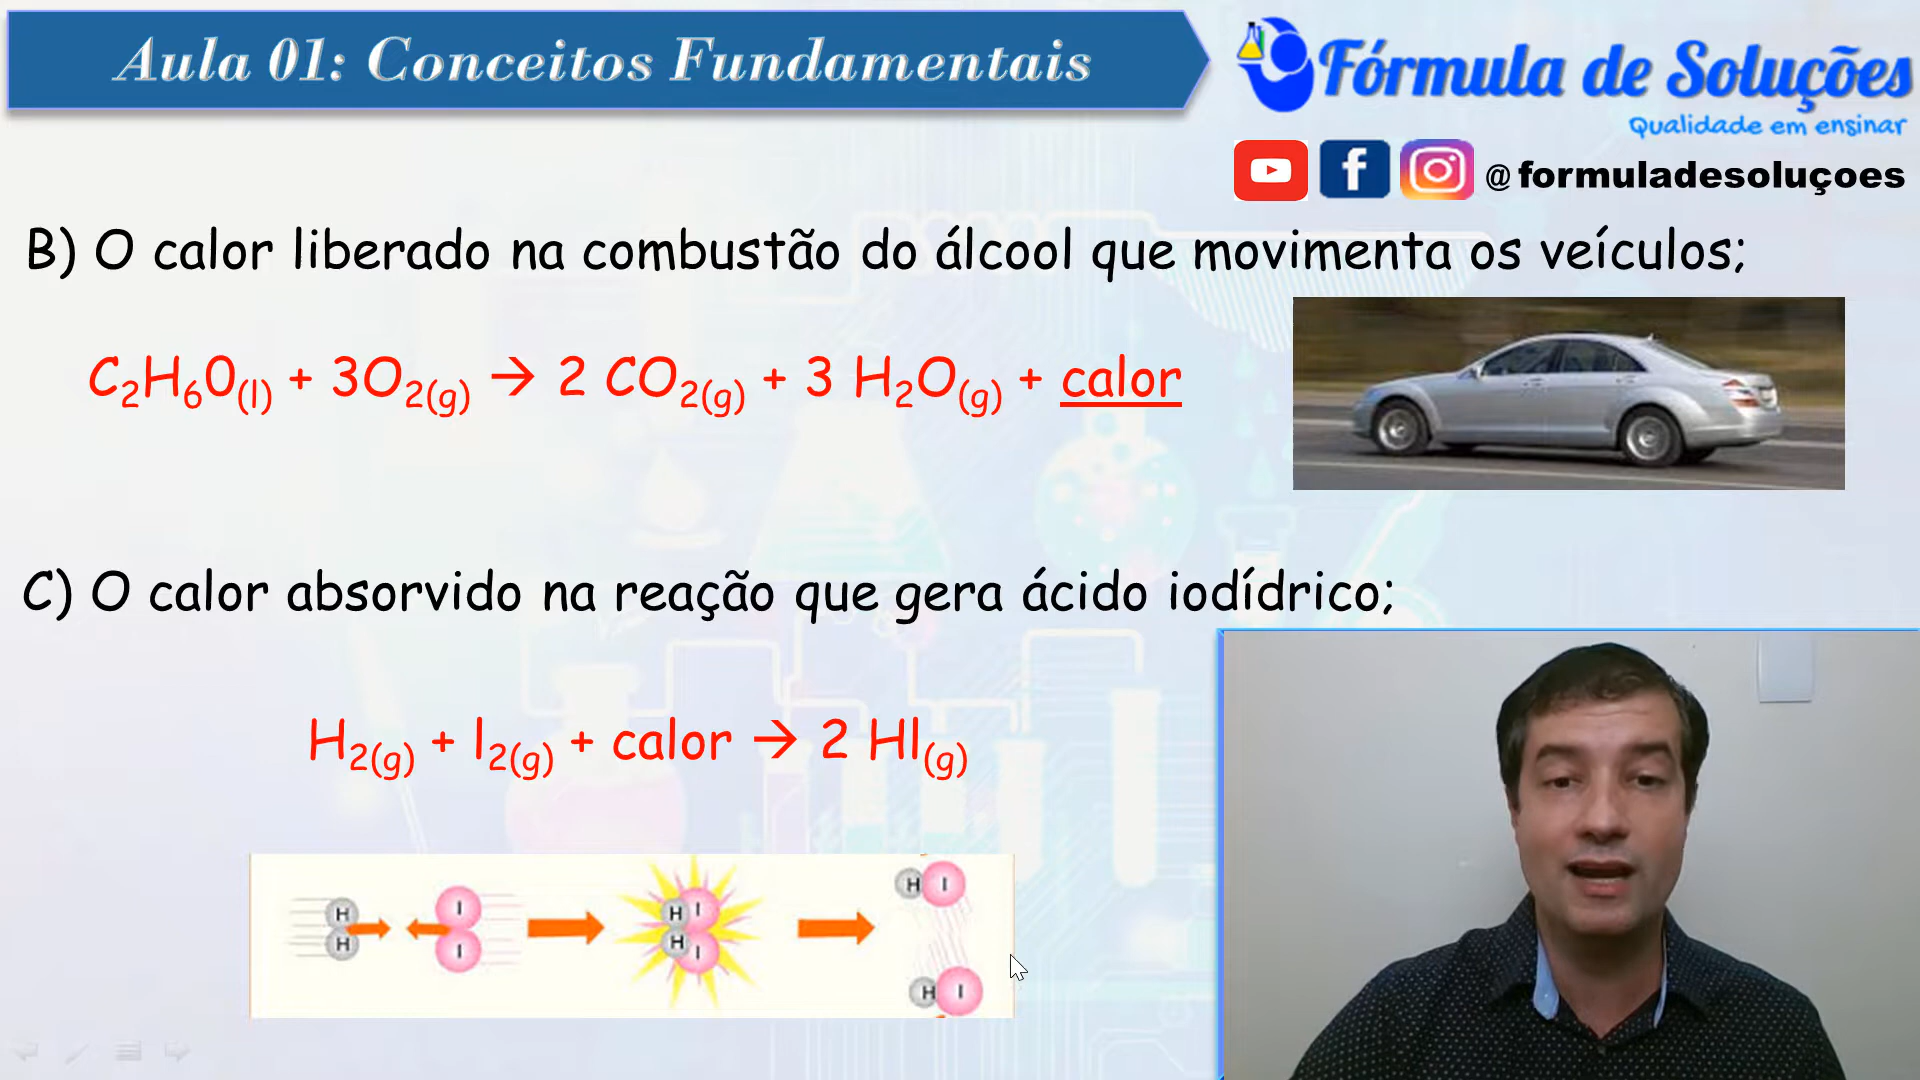 Aula 01: Conceitos Fundamentais
Fórmula de Soluções
Qualidade em ensinar
@formuladesoluçoes
B) O calor liberado na combustão do álcool que movimenta os veículos;
C₂H₆0(l) + 3O₂(g) → 2 CO₂(g) + 3 H₂O(g) + calor
C) O calor absorvido na reação que gera ácido iodídrico;
H₂(g) + I₂(g) + calor → 2 HI(g)
H I H I H I
H I H I H I